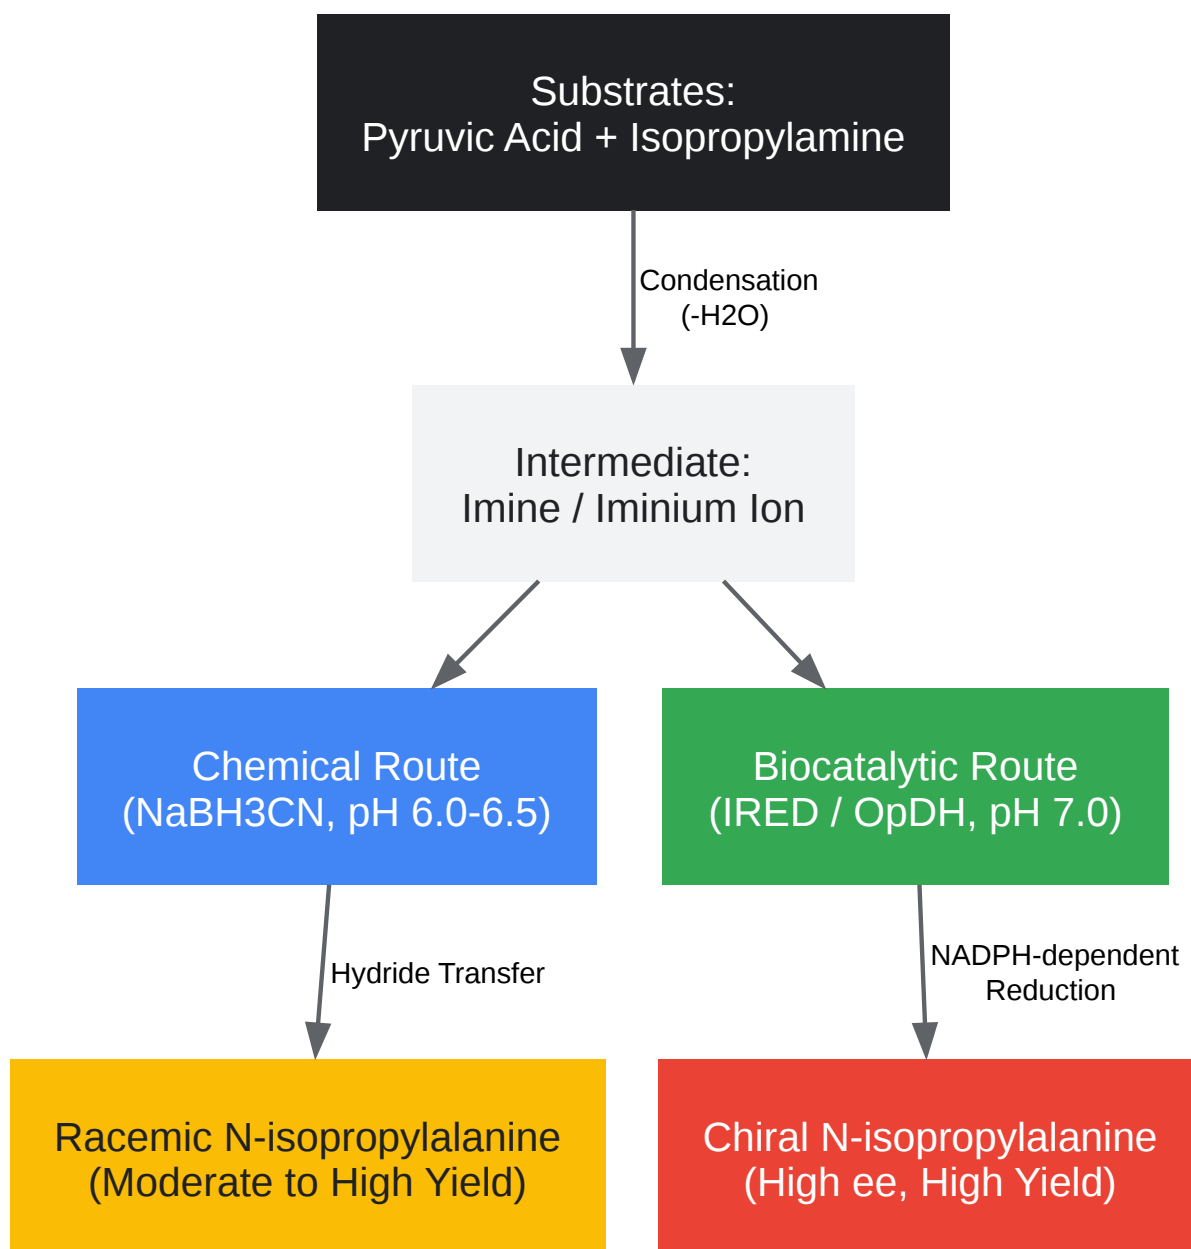 Substrates:
Pyruvic Acid + Isopropylamine
Condensation
(-H2O)
Intermediate:
Imine / Iminium Ion
Chemical Route
(NaBH3CN, pH 6.0-6.5)
Biocatalytic Route
(IRED / OpDH, pH 7.0)
Hydride Transfer
NADPH-dependent
Reduction
Racemic N-isopropylalanine
(Moderate to High Yield)
Chiral N-isopropylalanine
(High ee, High Yield)